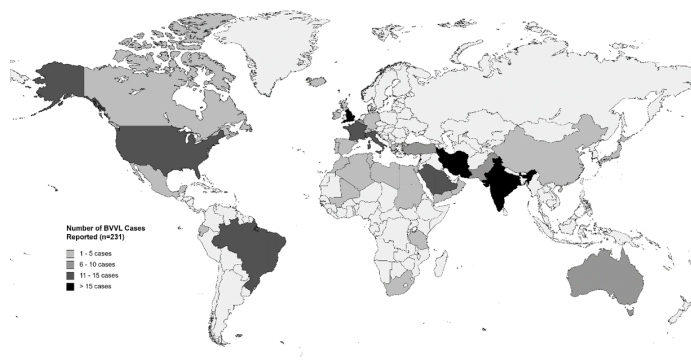 Number of BVVL Cases
Reported (n=231)
1 - 5 cases
6 - 10 cases
11 - 15 cases
> 15 cases